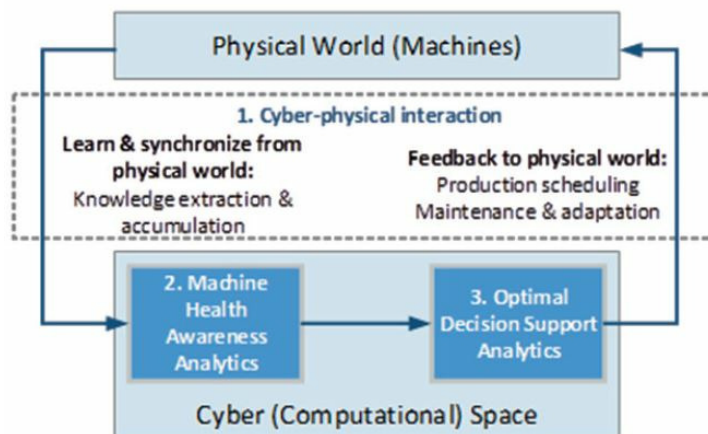 Physical World (Machines)
1. Cyber-physical interaction
Learn & synchronize from
physical world:
Knowledge extraction &
accumulation
Feedback to physical world:
Production scheduling
Maintenance & adaptation
2. Machine
Health
Awareness
Analytics
3. Optimal
Decision Support
Analytics
Cyber (Computational) Space